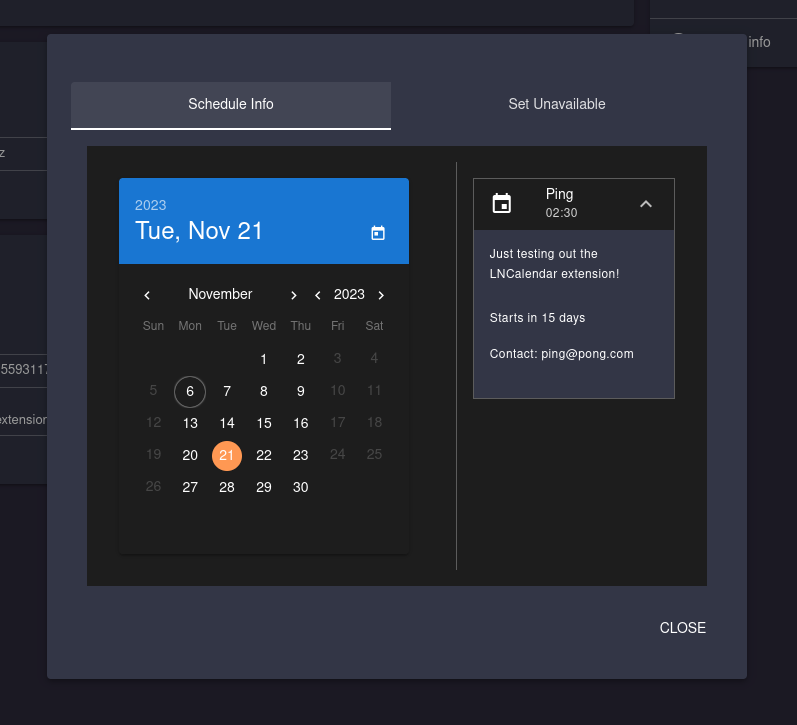 info
Schedule Info
Set Unavailable
z
2023
Tue, Nov 21
November
2023
Sun Mon Tue Wed Thu Fri Sat
1 2 3 4
5 6 7 8 9 10 11
12 13 14 15 16 17 18
19 20 21 22 23 24 25
26 27 28 29 30
Ping
02:30
Just testing out the
LNCalendar extension!
Starts in 15 days
Contact: ping@pong.com
5593117
extension
CLOSE